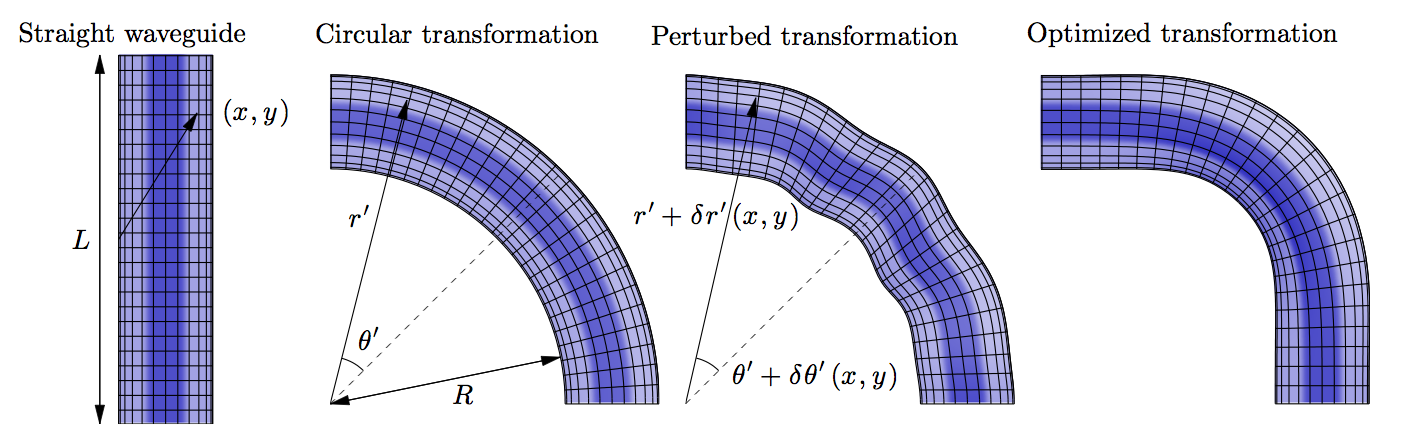 Straight waveguide
Circular transformation
Perturbed transformation
Optimized transformation
(x, y)
L
r′
θ′
R
r′ + δr′(x, y)
θ′ + δθ′ (x, y)